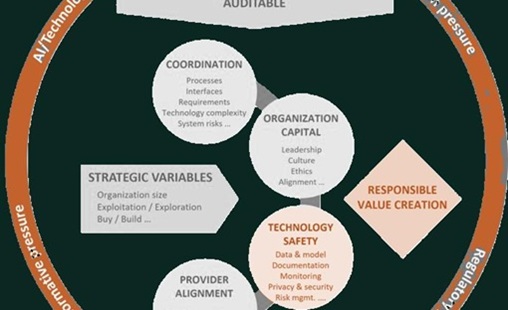 AUDITABLE
AI/Technolo
pressure
COORDINATION
Processes
Interfaces
Requirements
Technology complexity
System risks ...
ORGANIZATION
CAPITAL
Leadership
Culture
Ethics
Alignment ...
STRATEGIC VARIABLES
Organization size
Exploitation / Exploration
Buy / Build ...
RESPONSIBLE
VALUE CREATION
TECHNOLOGY
SAFETY
Data & model
Documentation
Monitoring
Privacy & security
Risk mgmt. ....
PROVIDER
ALIGNMENT
ormative pressure
Regulatory